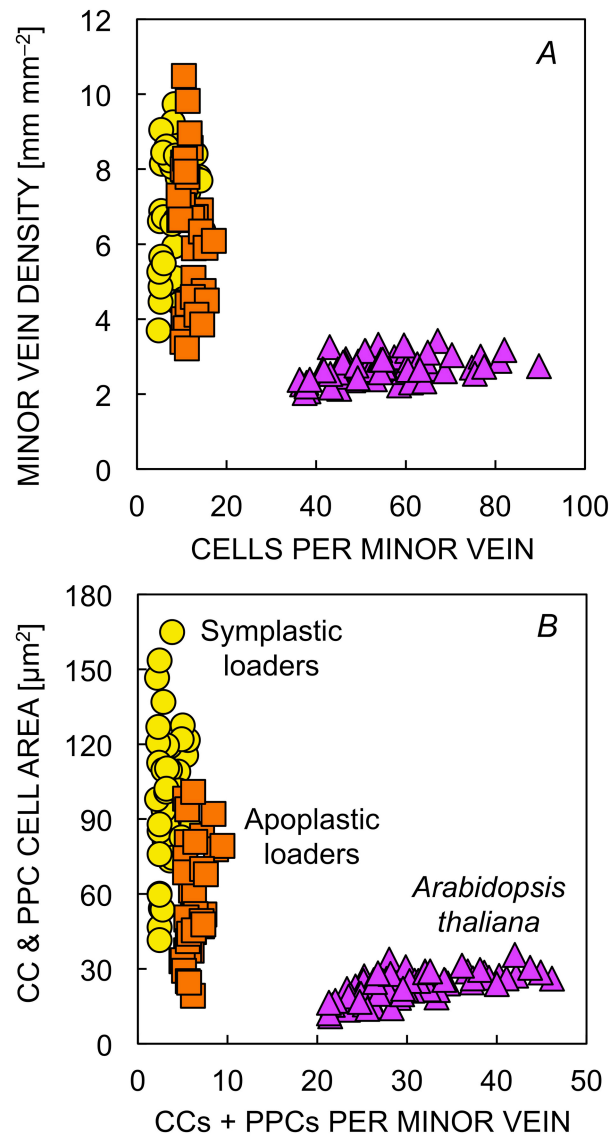 A
MINOR VEIN DENSITY [mm mm⁻²]
12
10
8
6
4
2
0
0 20 40 60 80 100
CELLS PER MINOR VEIN
B
CC & PPC CELL AREA [µm²]
180
150
120
90
60
30
0
Symplastic
loaders
Apoplastic
loaders
Arabidopsis
thaliana
0 10 20 30 40 50
CCs + PPCs PER MINOR VEIN